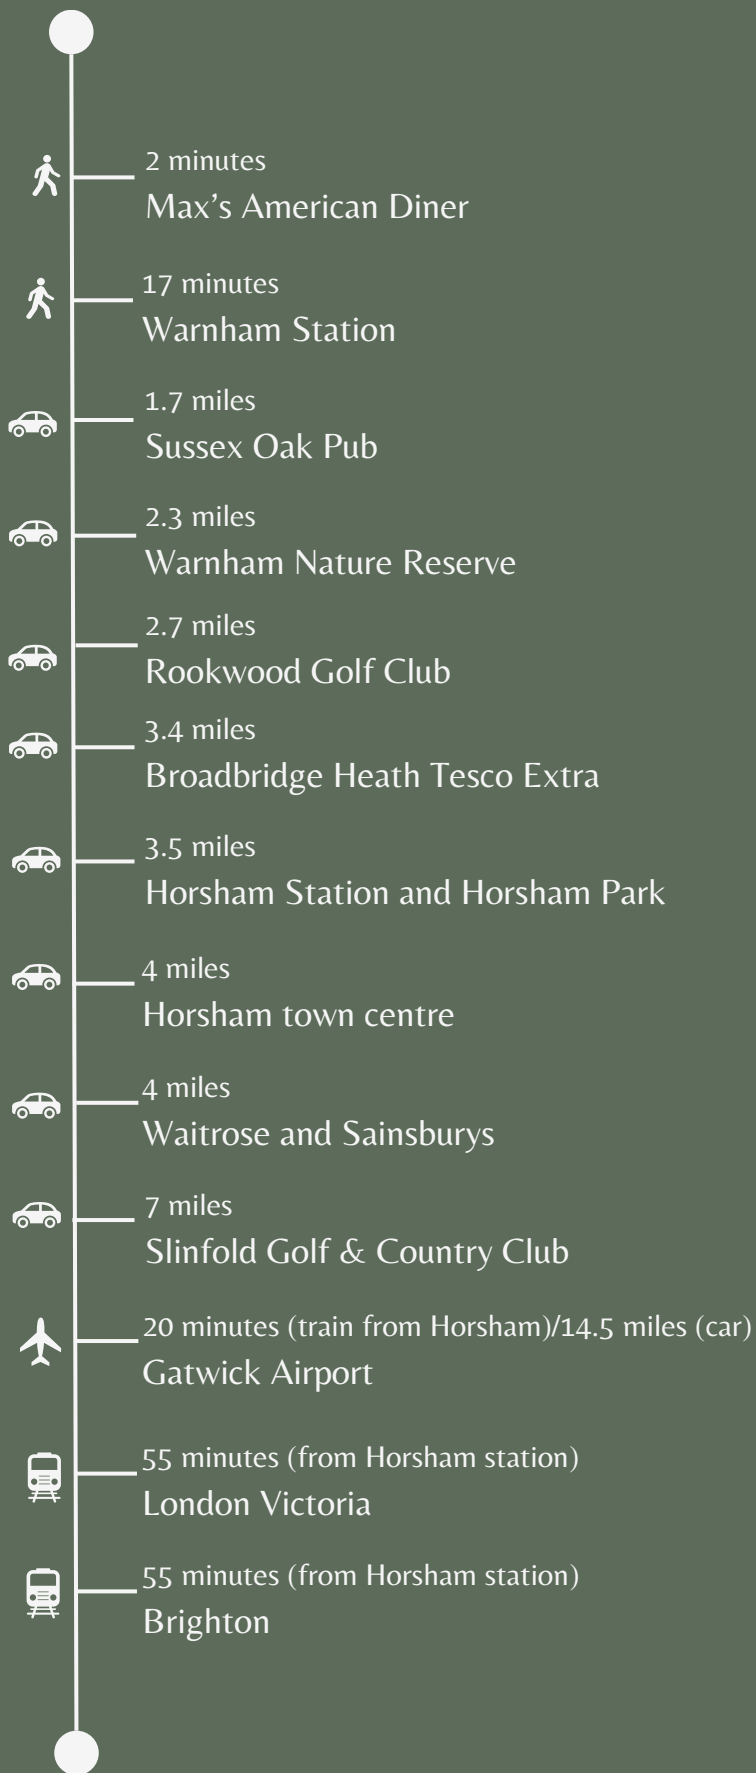 2 minutes
Max's American Diner
17 minutes
Warnham Station
1.7 miles
Sussex Oak Pub
2.3 miles
Warnham Nature Reserve
2.7 miles
Rookwood Golf Club
3.4 miles
Broadbridge Heath Tesco Extra
3.5 miles
Horsham Station and Horsham Park
4 miles
Horsham town centre
4 miles
Waitrose and Sainsburys
7 miles
Slinfold Golf & Country Club
20 minutes (train from Horsham)/14.5 miles (car)
Gatwick Airport
55 minutes (from Horsham station)
London Victoria
55 minutes (from Horsham station)
Brighton